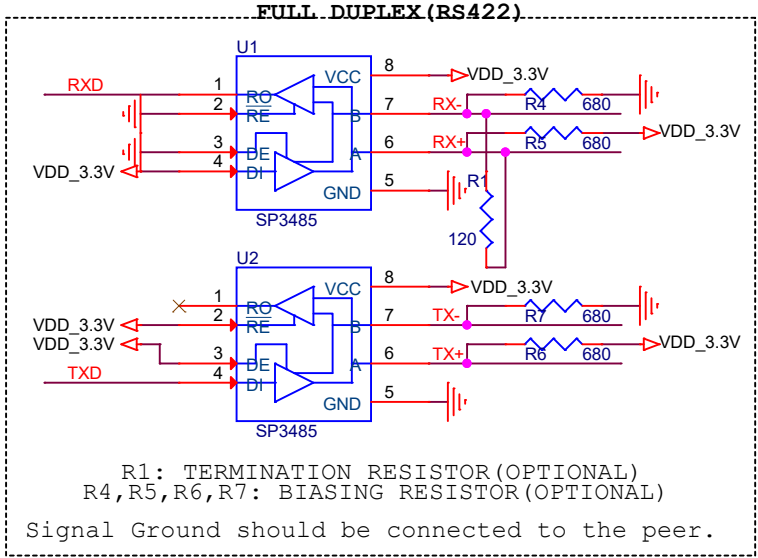 FULL DUPLEX(RS422)
U1
RXD
1
2
3
4
RO
RE
DE
DI
VCC
B
A
GND
8
7
6
5
VDD_3.3V
RX-
R4
680
RX+
R5
680
VDD_3.3V
VDD_3.3V
R1
120
SP3485
U2
1
2
3
4
VDD_3.3V
VDD_3.3V
TXD
RO
RE
DE
DI
VCC
B
A
GND
8
7
6
5
VDD_3.3V
TX-
R7
680
TX+
R6
680
VDD_3.3V
SP3485
R1: TERMINATION RESISTOR(OPTIONAL)
R4,R5,R6,R7: BIASING RESISTOR(OPTIONAL)
Signal Ground should be connected to the peer.